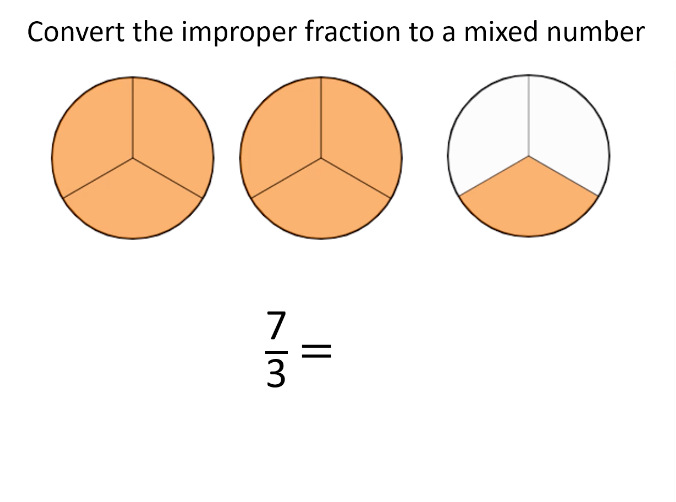 Convert the improper fraction to a mixed number
7/3 =